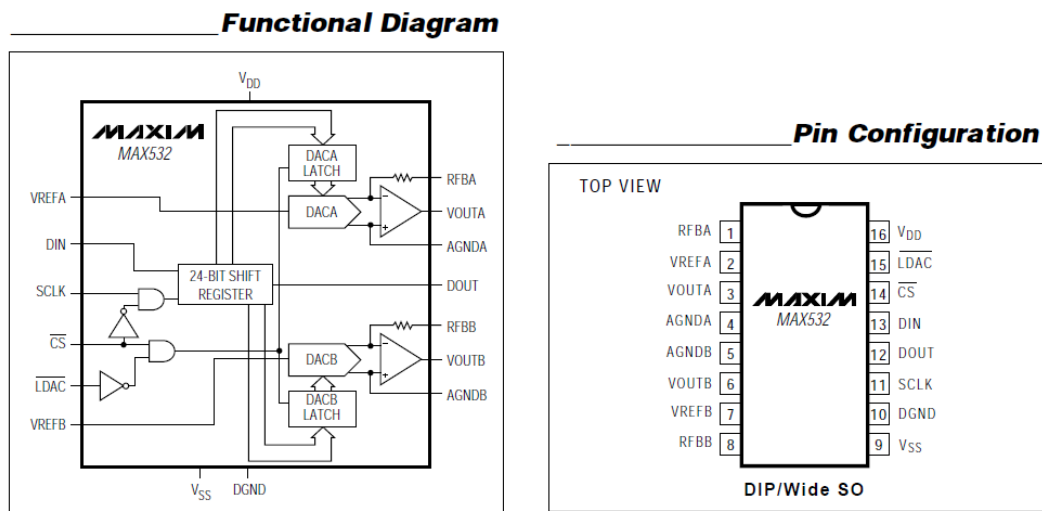 Functional Diagram
VDD
MAXIM
MAX532
DACA
LATCH
RFBA
VREFA
DACA
VOUTA
DIN
AGNDA
24-BIT SHIFT
REGISTER
SCLK
DOUT
RFBB
CS
DACB
VOUTB
LDAC
DACB
LATCH
AGNDB
VREFB
VSS
DGND
Pin Configuration
TOP VIEW
RFBA 1
16 VDD
VREFA 2
15 LDAC
VOUTA 3
14 CS
MAXIM
MAX532
AGNDA 4
13 DIN
AGNDB 5
12 DOUT
VOUTB 6
11 SCLK
VREFB 7
10 DGND
RFBB 8
9 VSS
DIP/Wide SO